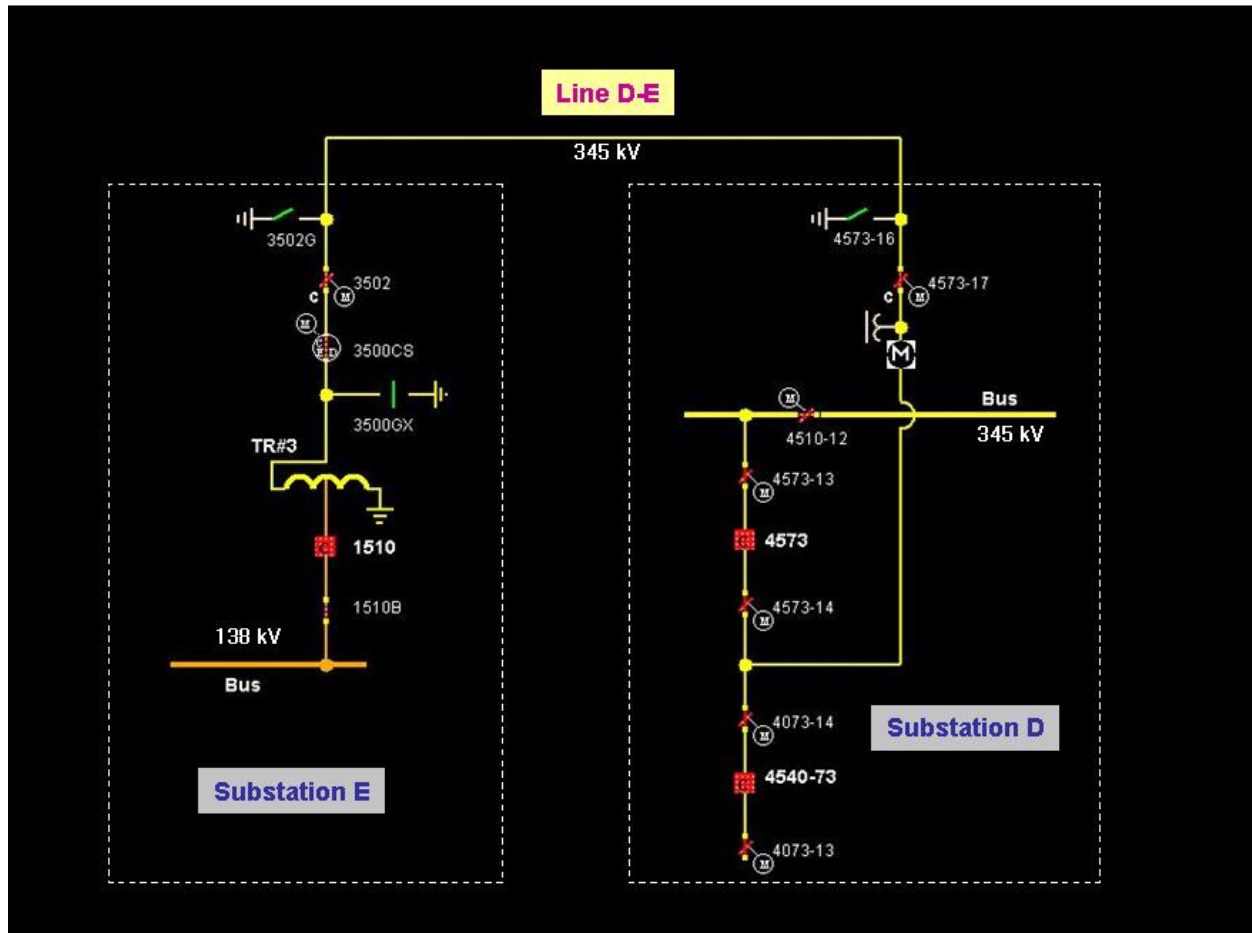 Line D-E
345 kV
3502G
3502
M
C
M
3500CS
3500GX
TR#3
1510
1510B
138 kV
Bus
Substation E
4573-16
4573-17
M
C
M
M
Bus
4510-12
345 kV
4573-13
M
4573
4573-14
M
4073-14
M
Substation D
4540-73
4073-13
M